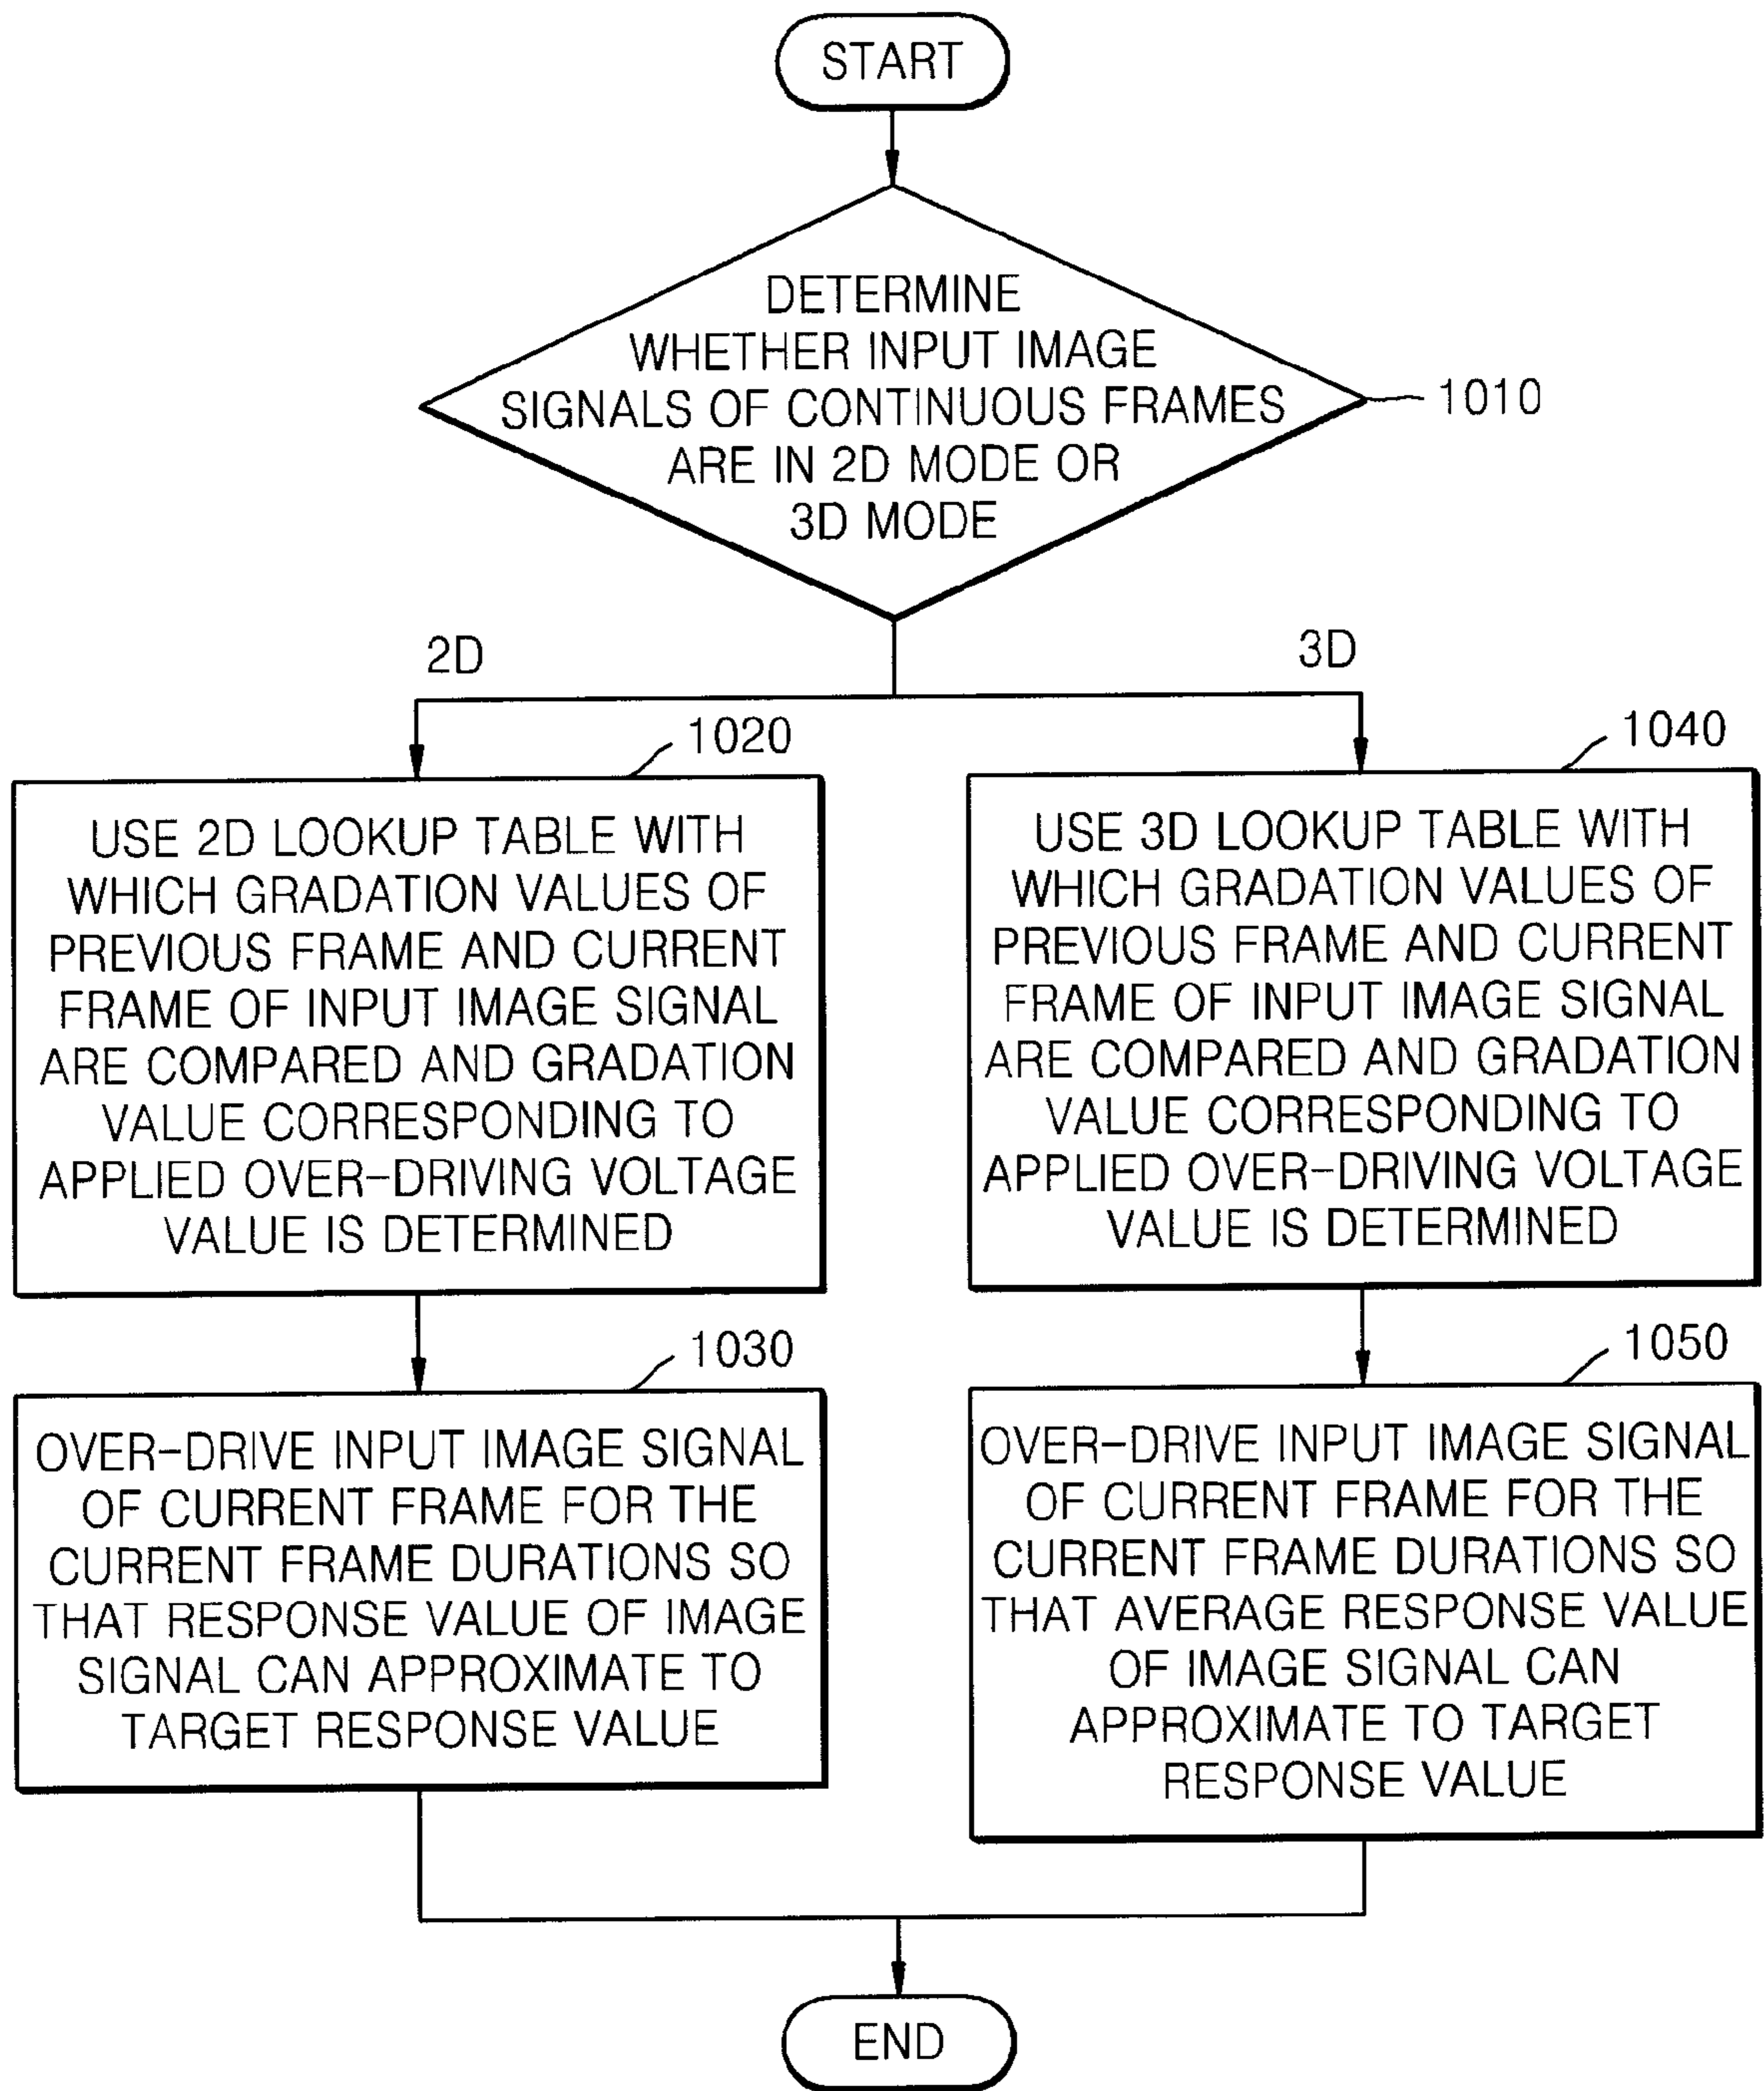 START
DETERMINE
WHETHER INPUT IMAGE
SIGNALS OF CONTINUOUS FRAMES
ARE IN 2D MODE OR
3D MODE
1010
2D
3D
1020
USE 2D LOOKUP TABLE WITH
WHICH GRADATION VALUES OF
PREVIOUS FRAME AND CURRENT
FRAME OF INPUT IMAGE SIGNAL
ARE COMPARED AND GRADATION
VALUE CORRESPONDING TO
APPLIED OVER-DRIVING VOLTAGE
VALUE IS DETERMINED
1040
USE 3D LOOKUP TABLE WITH
WHICH GRADATION VALUES OF
PREVIOUS FRAME AND CURRENT
FRAME OF INPUT IMAGE SIGNAL
ARE COMPARED AND GRADATION
VALUE CORRESPONDING TO
APPLIED OVER-DRIVING VOLTAGE
VALUE IS DETERMINED
1030
OVER-DRIVE INPUT IMAGE SIGNAL
OF CURRENT FRAME FOR THE
CURRENT FRAME DURATIONS SO
THAT RESPONSE VALUE OF IMAGE
SIGNAL CAN APPROXIMATE TO
TARGET RESPONSE VALUE
1050
OVER-DRIVE INPUT IMAGE SIGNAL
OF CURRENT FRAME FOR THE
CURRENT FRAME DURATIONS SO
THAT AVERAGE RESPONSE VALUE
OF IMAGE SIGNAL CAN
APPROXIMATE TO TARGET
RESPONSE VALUE
END